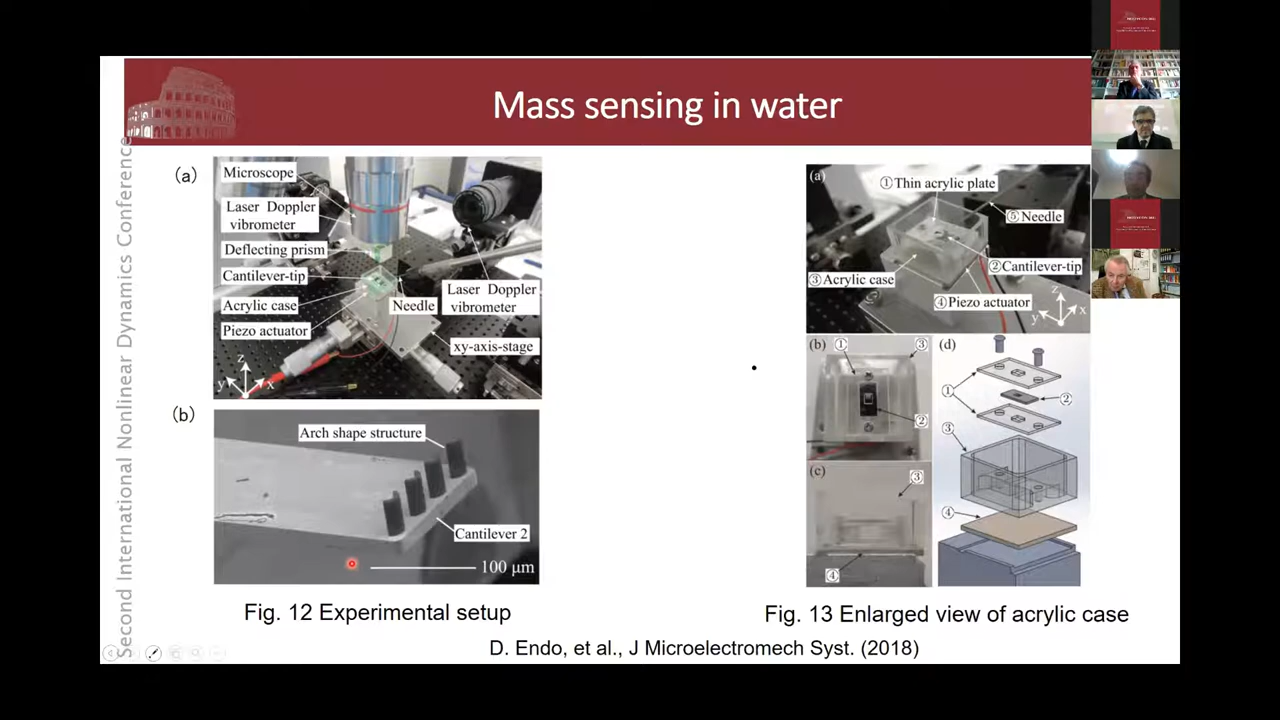 Mass sensing in water
Second International Nonlinear Dynamics Conference
(a)
Microscope
Laser Doppler
vibrometer
Deflecting prism
Cantilever-tip
Acrylic case
Piezo actuator
Needle
Laser Doppler
vibrometer
xy-axis-stage
z
y
x
(b)
Arch shape structure
Cantilever 2
100 μm
Fig. 12 Experimental setup
(a)
①Thin acrylic plate
⑤Needle
②Cantilever-tip
③Acrylic case
④Piezo actuator
z
y
x
(b)
①
③
②
(c)
③
④
(d)
①
②
③
④
Fig. 13 Enlarged view of acrylic case
D. Endo, et al., J Microelectromech Syst. (2018)